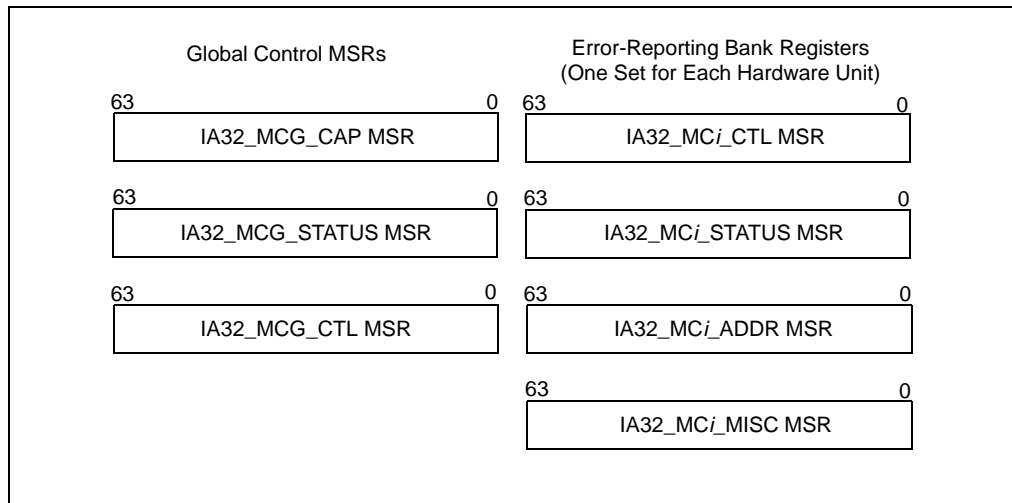 Global Control MSRs
63 0
IA32_MCG_CAP MSR
63 0
IA32_MCG_STATUS MSR
63 0
IA32_MCG_CTL MSR
Error-Reporting Bank Registers
(One Set for Each Hardware Unit)
63 0
IA32_MCi_CTL MSR
63 0
IA32_MCi_STATUS MSR
63 0
IA32_MCi_ADDR MSR
63 0
IA32_MCi_MISC MSR